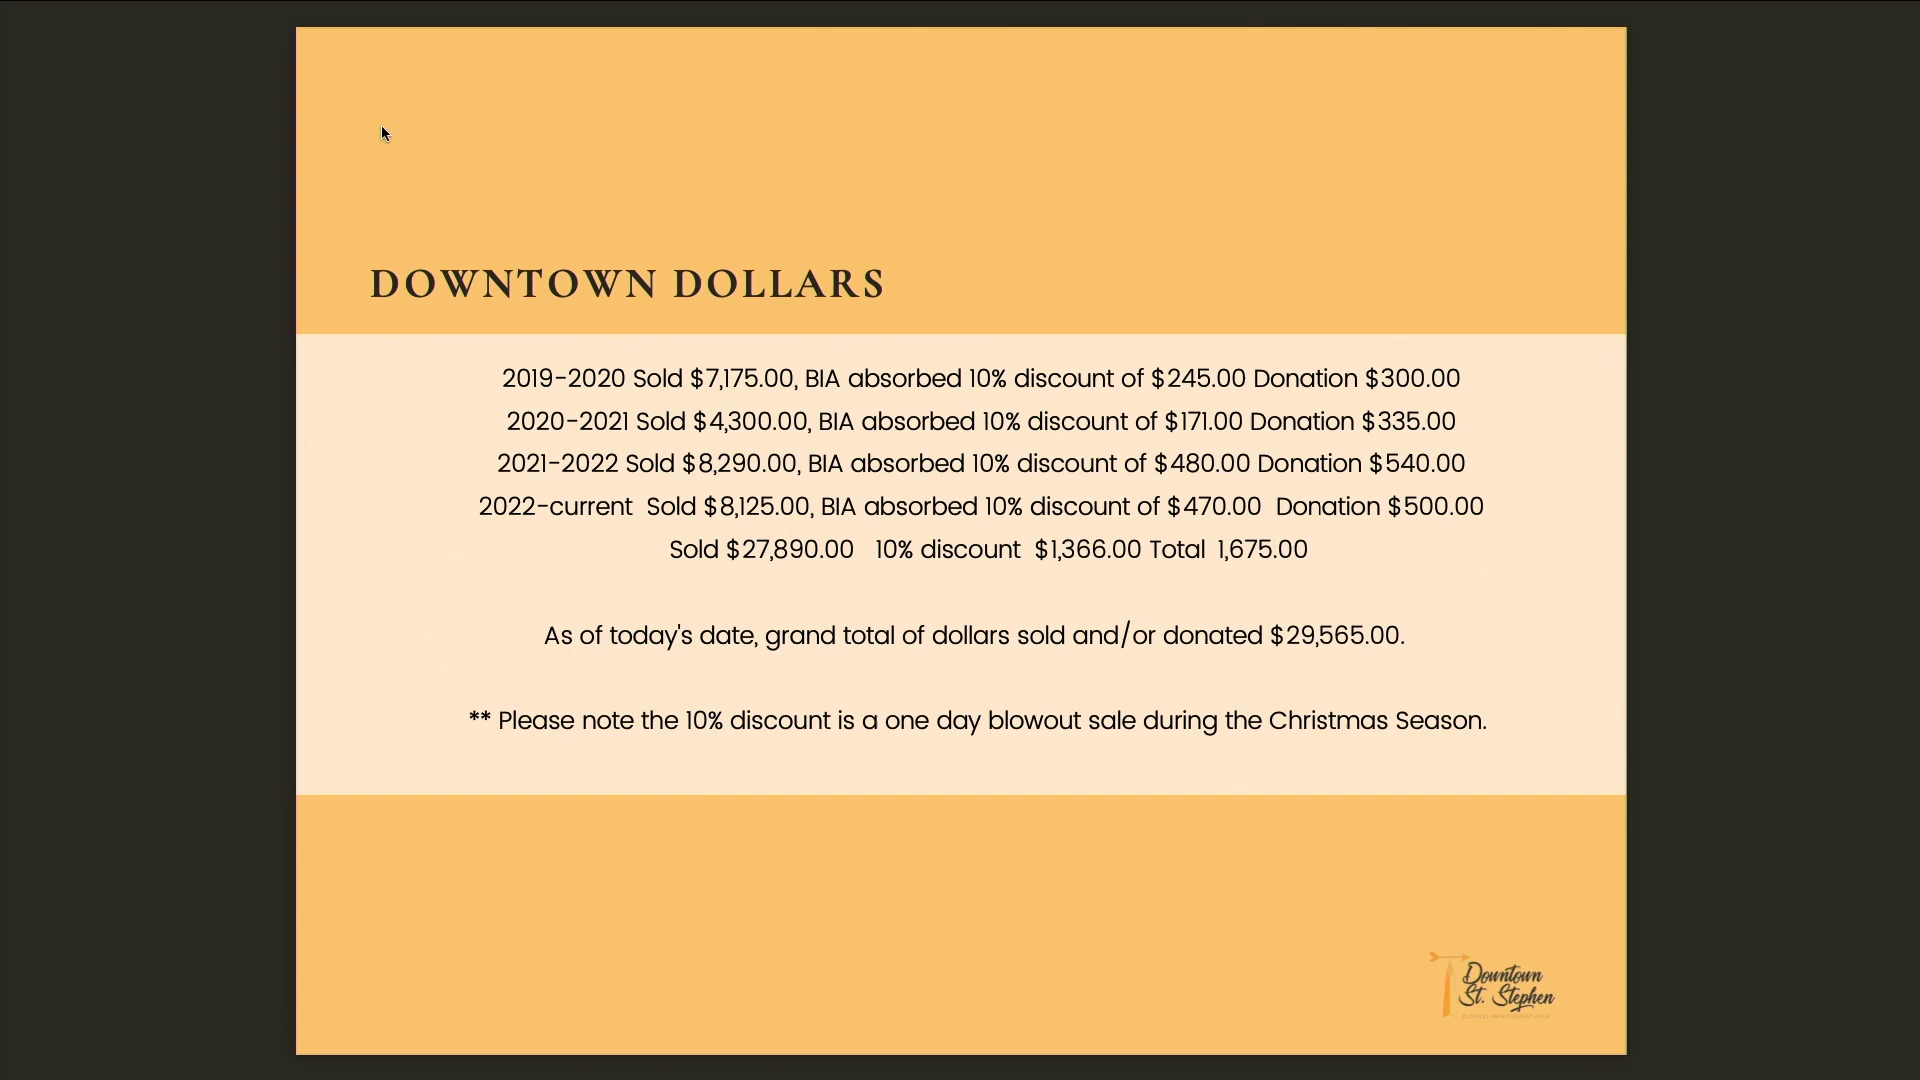 DOWNTOWN DOLLARS
2019-2020 Sold $7,175.00, BIA absorbed 10% discount of $245.00 Donation $300.00
2020-2021 Sold $4,300.00, BIA absorbed 10% discount of $171.00 Donation $335.00
2021-2022 Sold $8,290.00, BIA absorbed 10% discount of $480.00 Donation $540.00
2022-current Sold $8,125.00, BIA absorbed 10% discount of $470.00 Donation $500.00
Sold $27,890.00 10% discount $1,366.00 Total 1,675.00
As of today's date, grand total of dollars sold and/or donated $29,565.00.
** Please note the 10% discount is a one day blowout sale during the Christmas Season.
Downtown
St. Stephen
BUSINESS IMPROVEMENT AREA